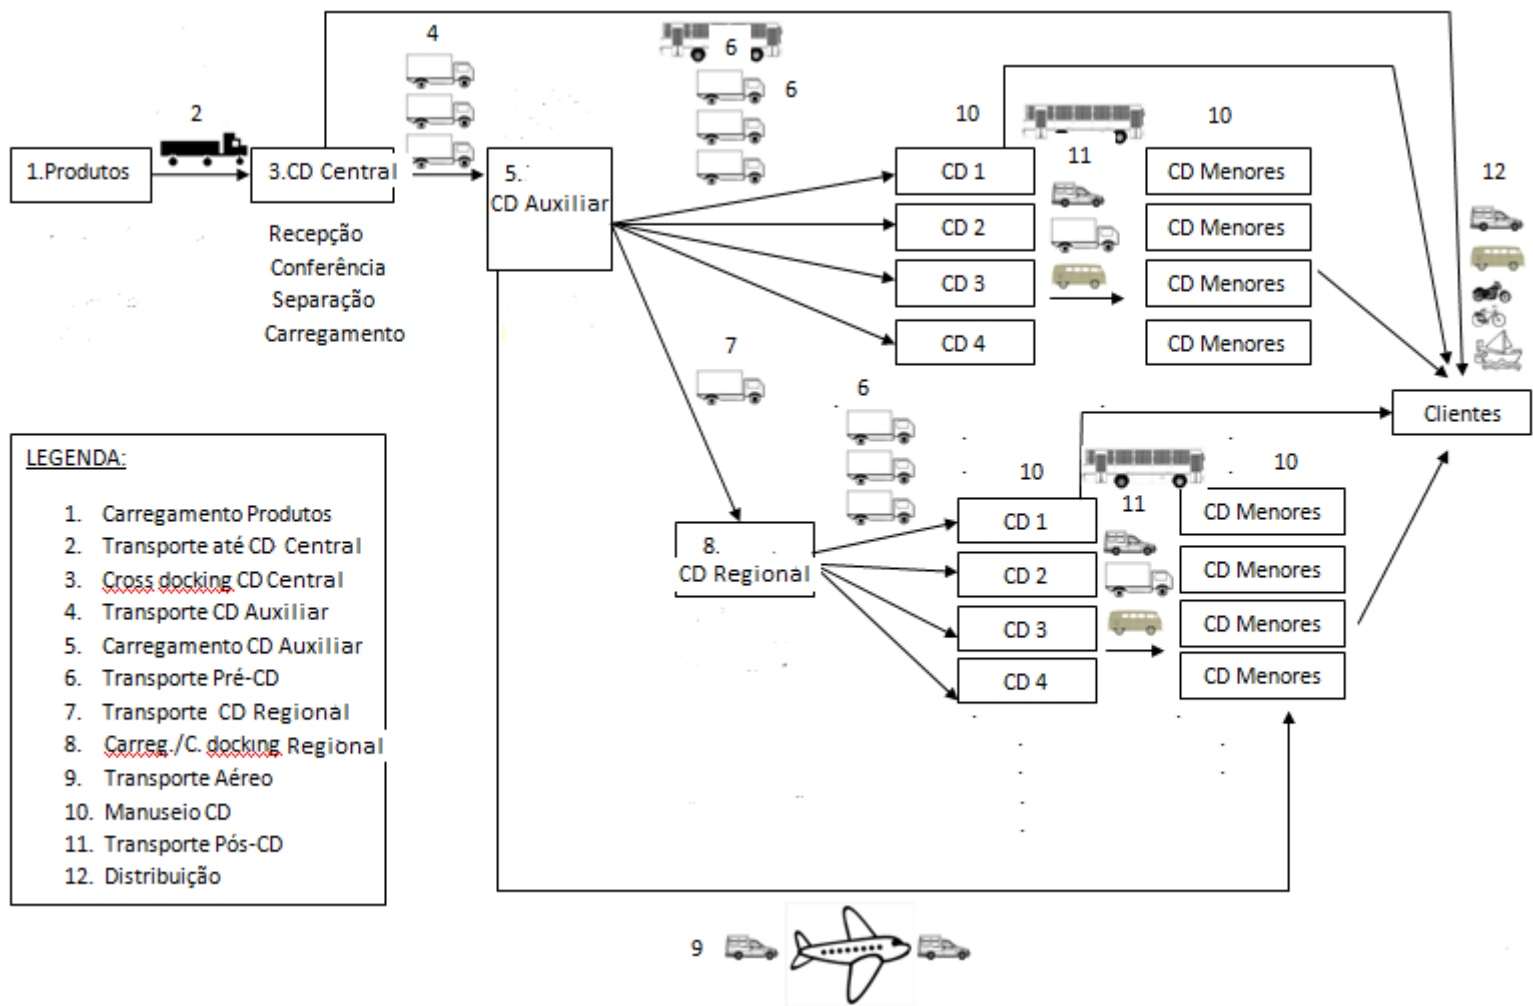 4
6
6
2
10
10
11
12
1.Produtos
3.CD Central
5.
CD Auxiliar
CD 1
CD Menores
CD 2
CD Menores
CD 3
CD Menores
CD 4
CD Menores
Recepção
Conferência
Separação
Carregamento
7
6
Clientes
10
10
11
8.
CD Regional
CD 1
CD Menores
CD 2
CD Menores
CD 3
CD Menores
CD 4
CD Menores
LEGENDA:
1. Carregamento Produtos
2. Transporte até CD Central
3. Cross docking CD Central
4. Transporte CD Auxiliar
5. Carregamento CD Auxiliar
6. Transporte Pré-CD
7. Transporte CD Regional
8. Carreg./C. docking Regional
9. Transporte Aéreo
10. Manuseio CD
11. Transporte Pós-CD
12. Distribuição
9